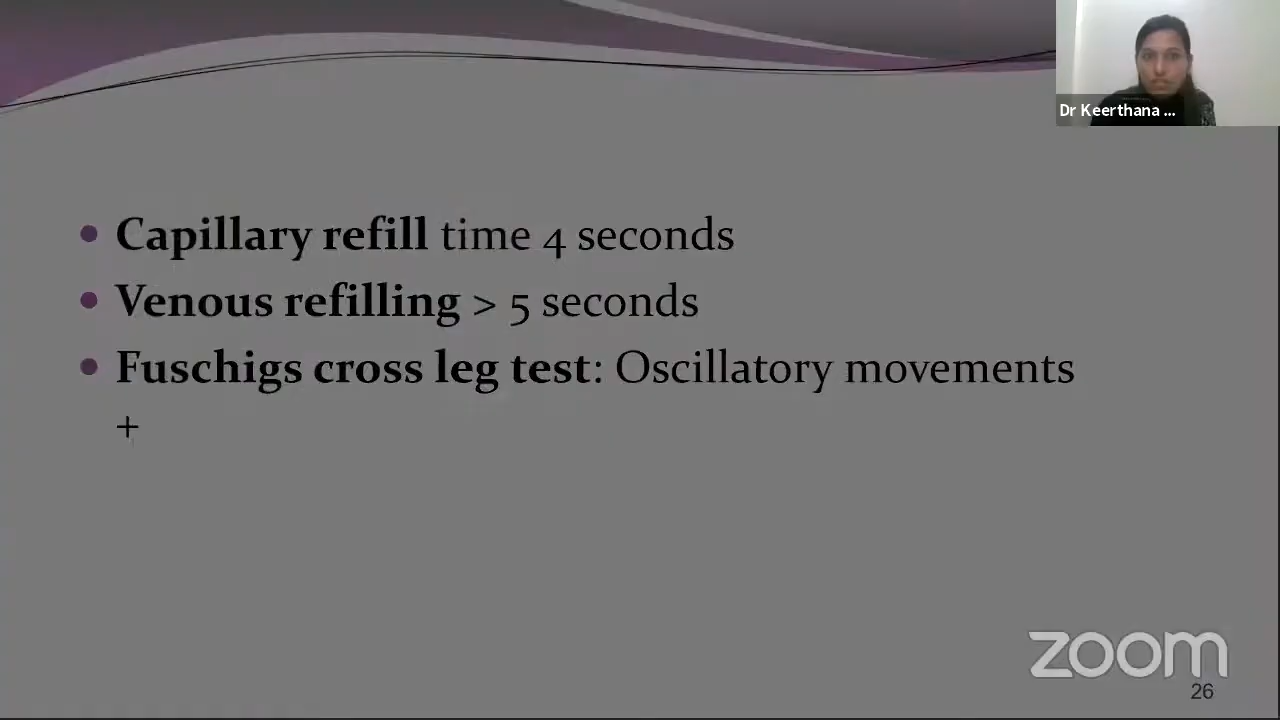 Dr Keerthana ...
• Capillary refill time 4 seconds
• Venous refilling > 5 seconds
• Fuschigs cross leg test: Oscillatory movements
+
zoom
26